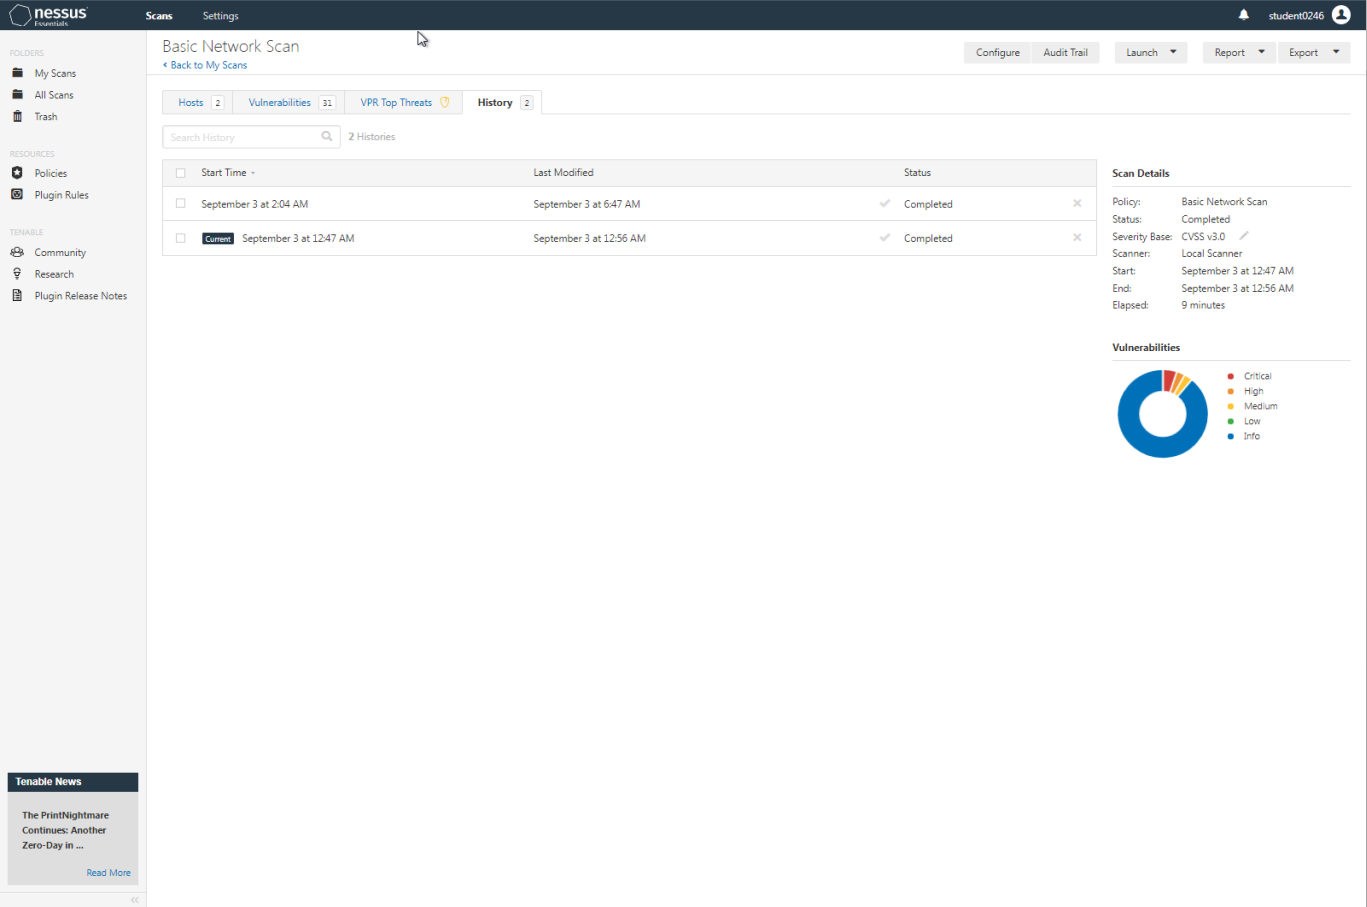 nessus
Essentials
Scans
Settings
student0246
FOLDERS
My Scans
All Scans
Trash
RESOURCES
Policies
Plugin Rules
TENABLE
Community
Research
Plugin Release Notes
Tenable News
The PrintNightmare
Continues: Another
Zero-Day in ...
Read More
Basic Network Scan
Back to My Scans
Configure
Audit Trail
Launch
Report
Export
Hosts 2
Vulnerabilities 31
VPR Top Threats
History 2
Search History
2 Histories
Start Time Last Modified Status
September 3 at 2:04 AM September 3 at 6:47 AM Completed
Current September 3 at 12:47 AM September 3 at 12:56 AM Completed
Scan Details
Policy: Basic Network Scan
Status: Completed
Severity Base: CVSS v3.0
Scanner: Local Scanner
Start: September 3 at 12:47 AM
End: September 3 at 12:56 AM
Elapsed: 9 minutes
Vulnerabilities
Critical
High
Medium
Low
Info